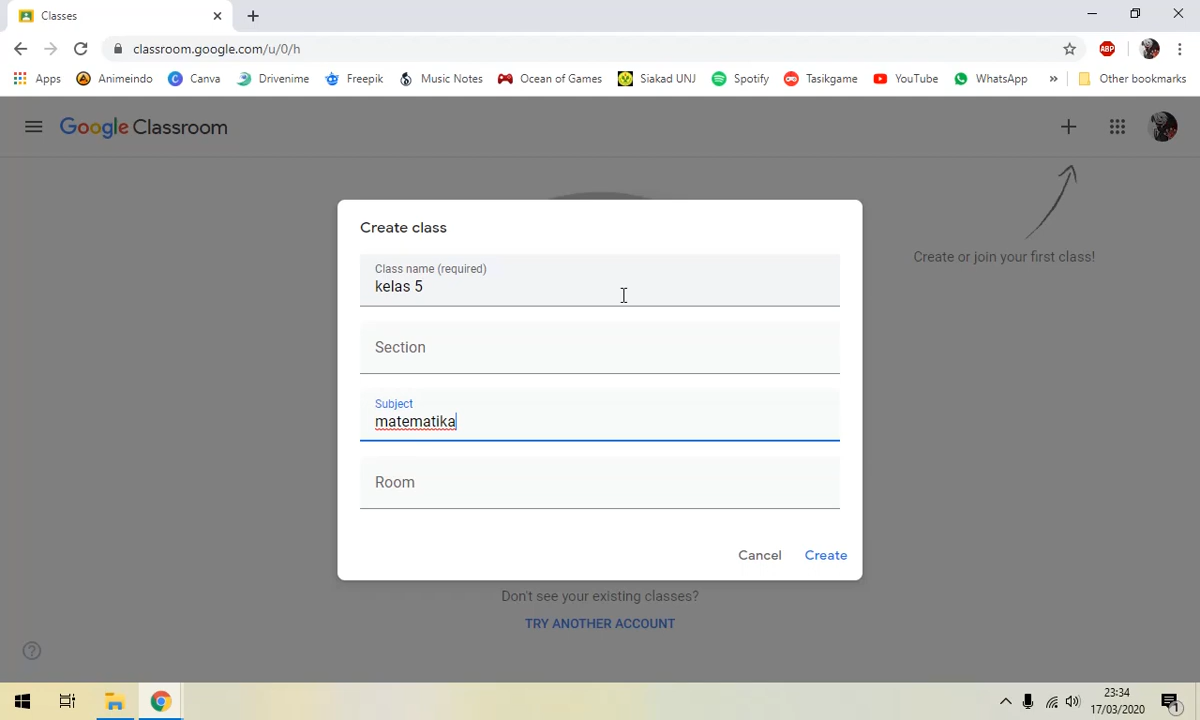 Classes
classroom.google.com/u/0/h
ABP
Apps Animeindo Canva Drivenime Freepik Music Notes Ocean of Games Siakad UNJ Spotify Tasikgame YouTube WhatsApp » Other bookmarks
Google Classroom
Create or join your first class!
Create class
Class name (required)
kelas 5
Section
Subject
matematika
Room
Cancel Create
Don't see your existing classes?
TRY ANOTHER ACCOUNT
23:34
17/03/2020
1